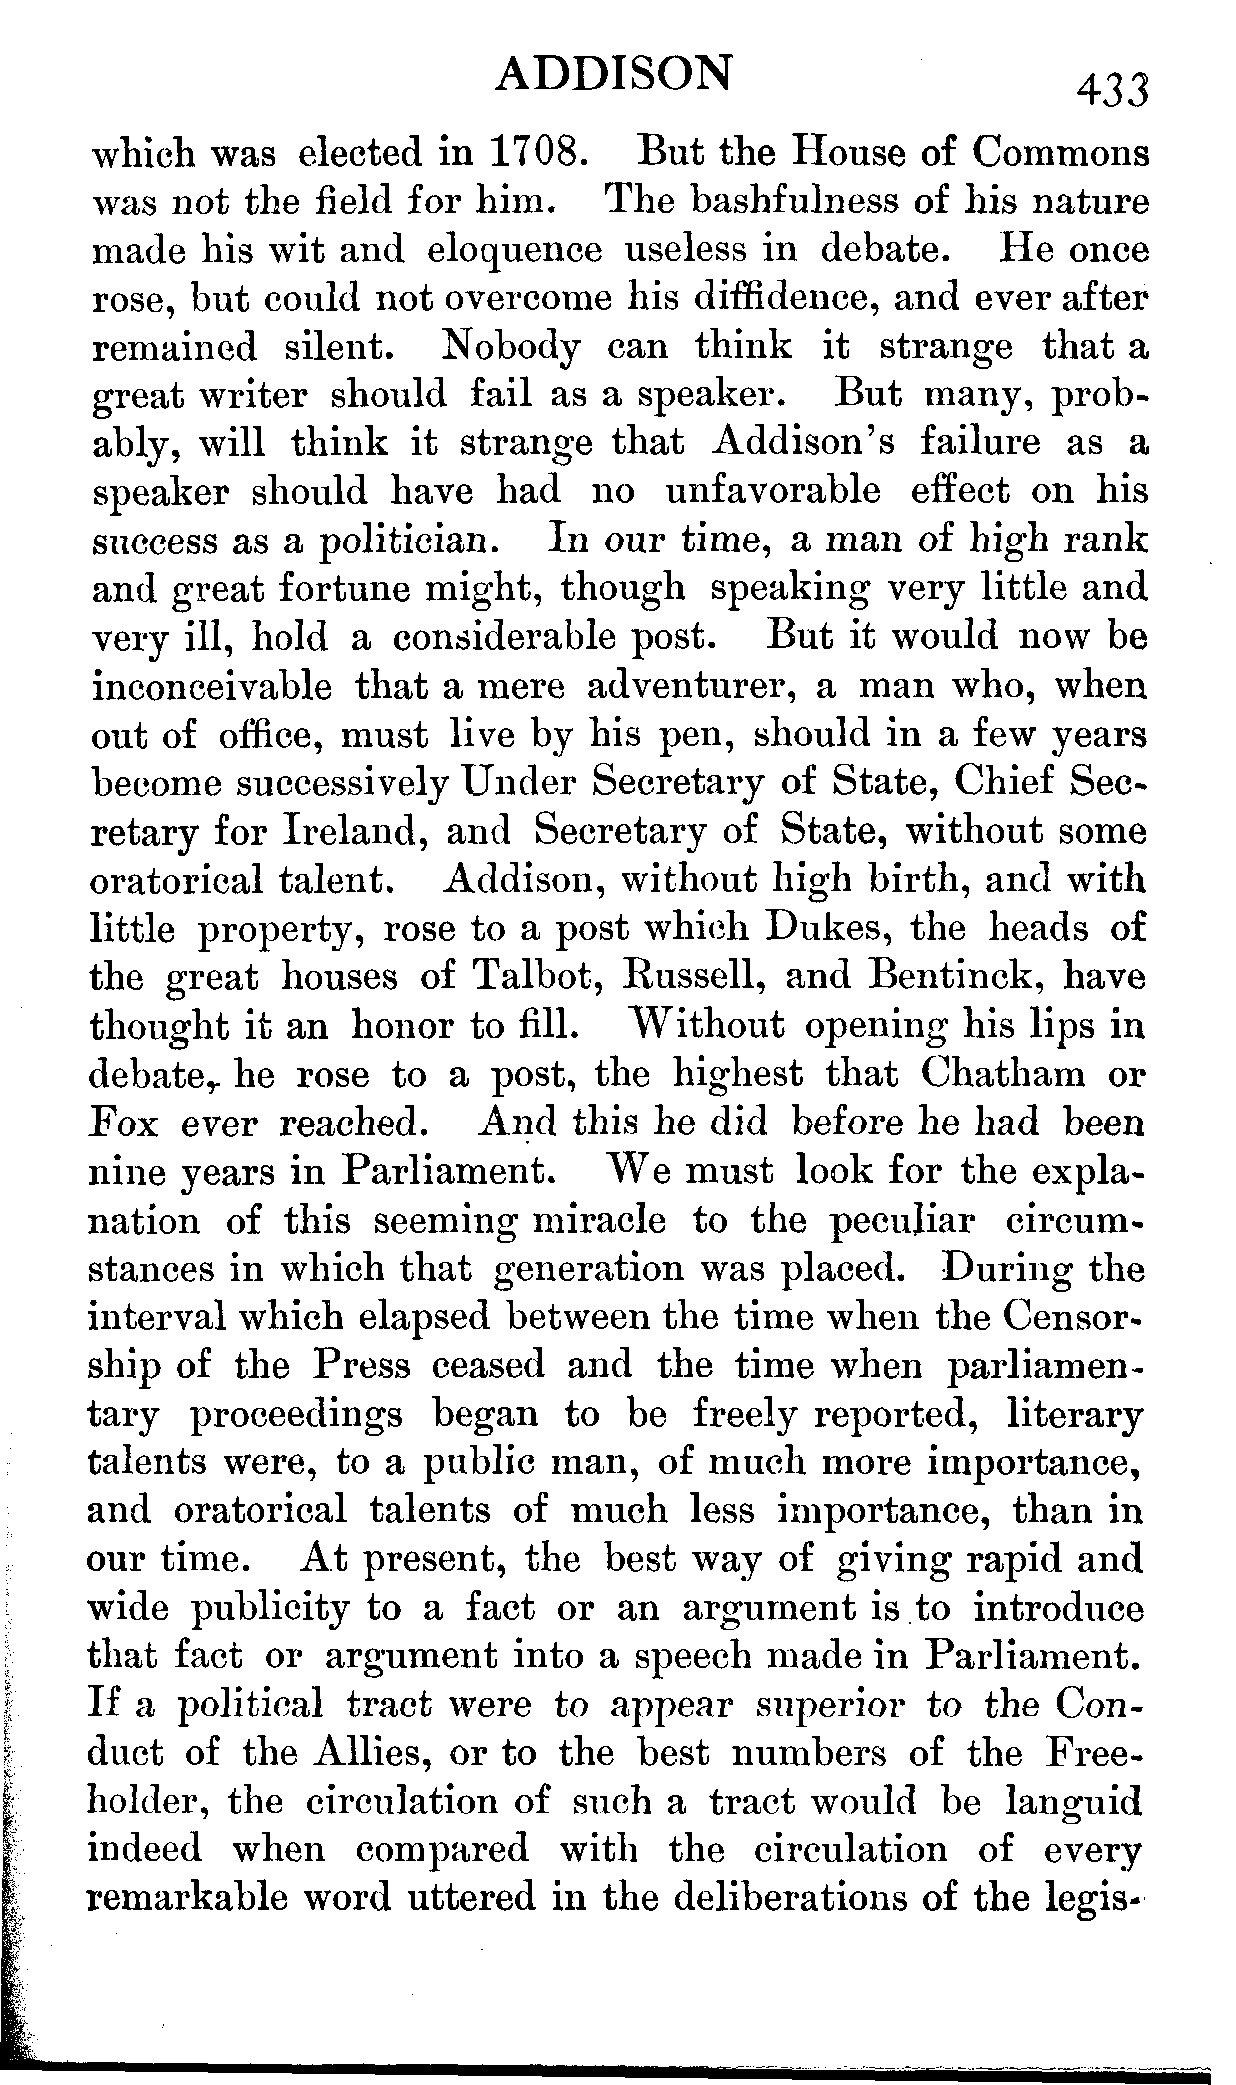 ADDISON
433
which was elected in 1708. But the House of Commons
was not the field for him. The bashfulness of his nature
made his wit and eloquence useless in debate. He once
rose, but could not overcome his diffidence, and ever after
remained silent. Nobody can think it strange that a
great writer should fail as a speaker. But many, prob-
ably, will think it strange that Addison's failure as a
speaker should have had no unfavorable effect on his
success as a politician. In our time, a man of high rank
and great fortune might, though speaking very little and
very ill, hold a considerable post. But it would now be
inconceivable that a mere adventurer, a man who, when
out of office, must live by his pen, should in a few years
become successively Under Secretary of State, Chief Sec-
retary for Ireland, and Secretary of State, without some
oratorical talent. Addison, without high birth, and with
little property, rose to a post which Dukes, the heads of
the great houses of Talbot, Russell, and Bentinck, have
thought it an honor to fill. Without opening his lips in
debate, he rose to a post, the highest that Chatham or
Fox ever reached. And this he did before he had been
nine years in Parliament. We must look for the expla-
nation of this seeming miracle to the peculiar circum-
stances in which that generation was placed. During the
interval which elapsed between the time when the Censor-
ship of the Press ceased and the time when parliamen-
tary proceedings began to be freely reported, literary
talents were, to a public man, of much more importance,
and oratorical talents of much less importance, than in
our time. At present, the best way of giving rapid and
wide publicity to a fact or an argument is to introduce
that fact or argument into a speech made in Parliament.
If a political tract were to appear superior to the Con-
duct of the Allies, or to the best numbers of the Free-
holder, the circulation of such a tract would be languid
indeed when compared with the circulation of every
remarkable word uttered in the deliberations of the legis-